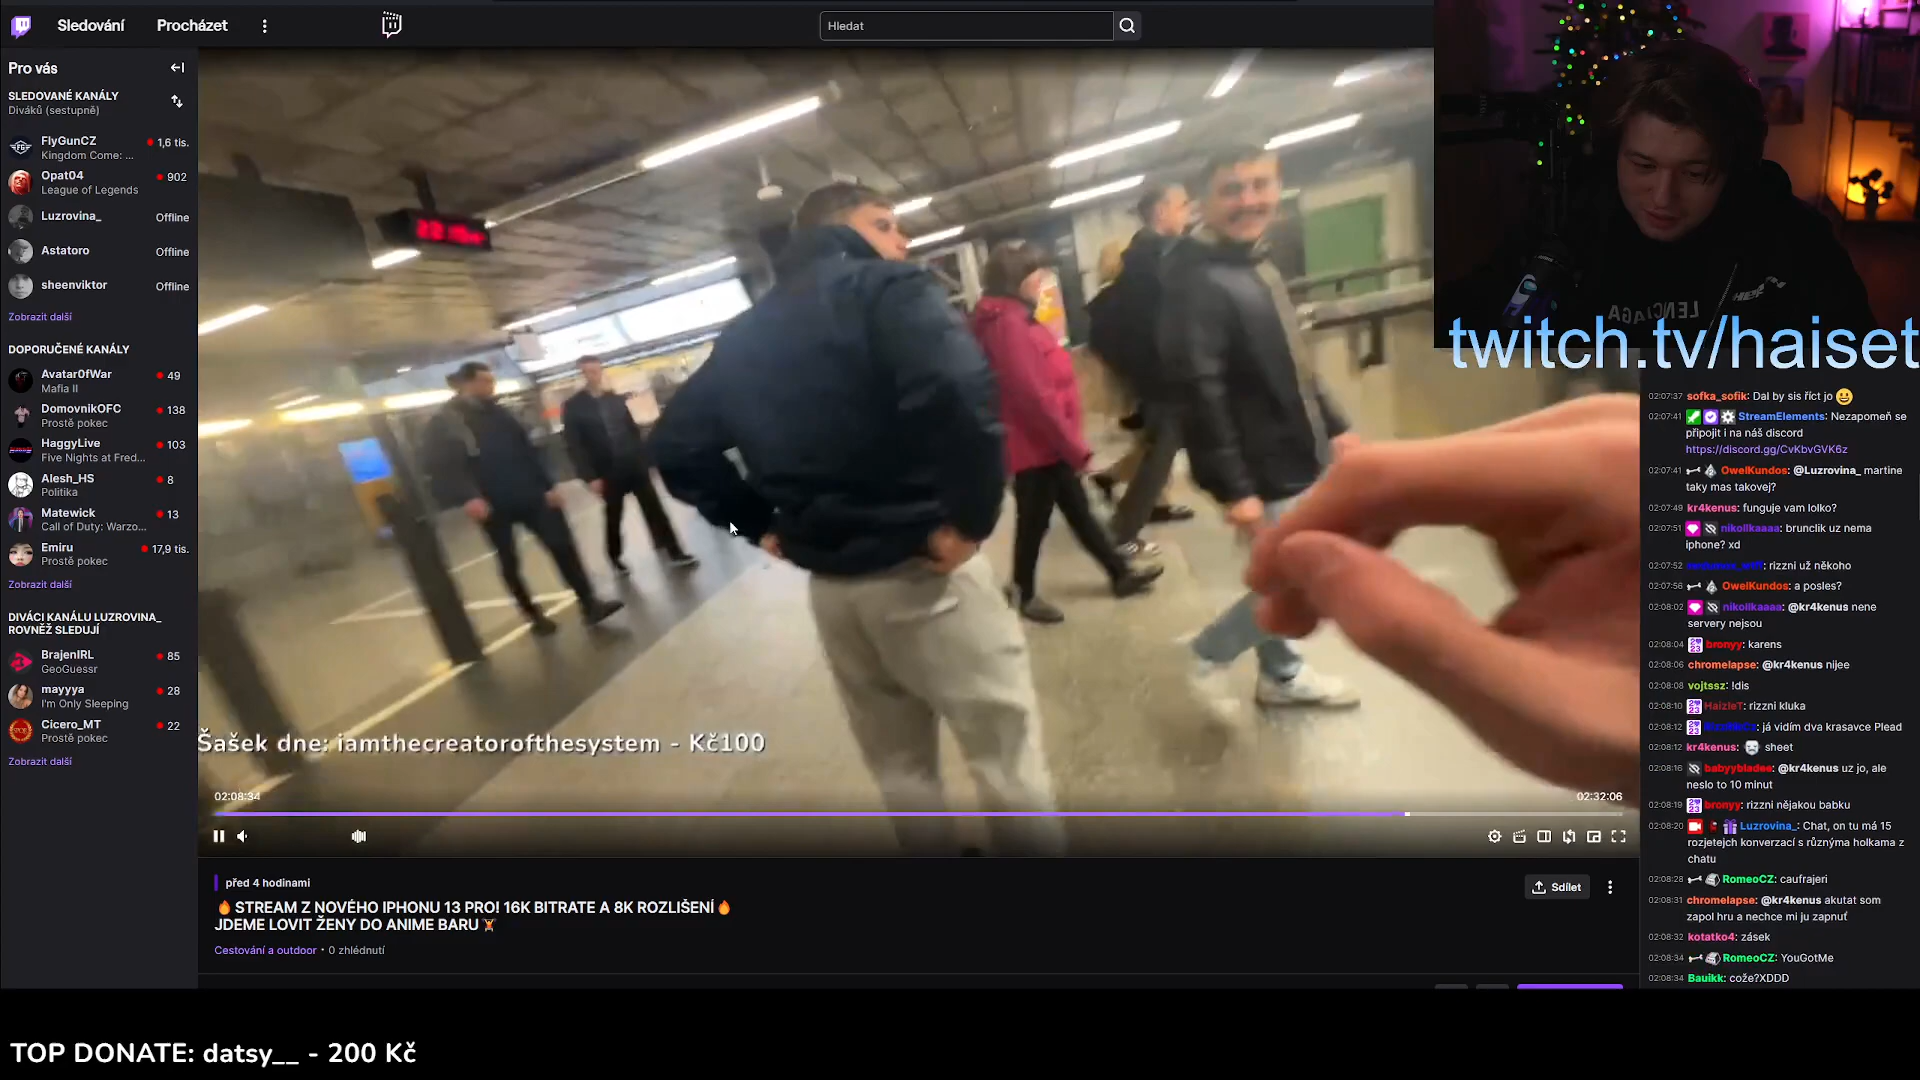 Sledování
Procházet
Hledat
Pro vás
SLEDOVANÉ KANÁLY
Diváků (sestupně)
FlyGunCZ
1,6 tis.
Kingdom Come: ...
Opat04
902
League of Legends
Luzrovina_
Offline
Astatoro
Offline
sheenviktor
Offline
Zobrazit další
DOPORUČENÉ KANÁLY
AvatarOfWar
49
Mafia II
DomovnikOFC
138
Prostě pokec
HaggyLive
103
Five Nights at Fred...
Alesh_HS
8
Politika
Matewick
13
Call of Duty: Warzo...
Emiru
17,9 tis.
Prostě pokec
Zobrazit další
DIVÁCI KANÁLU LUZROVINA_
ROVNĚŽ SLEDUJÍ
BrajenIRL
85
GeoGuessr
mayyya
28
I'm Only Sleeping
Cicero_MT
22
Prostě pokec
Zobrazit další
Šašek dne: iamthecreatorofthesystem - Kč100
02:08:34
02:32:06
před 4 hodinami
Sdílet
🔥STREAM Z NOVÉHO IPHONU 13 PRO! 16K BITRATE A 8K ROZLIŠENÍ🔥
JDEME LOVIT ŽENY DO ANIME BARU
Cestování a outdoor • 0 zhlédnutí
twitch.tv/haiset
02:07:37 sofka_sofik: Dal by sis říct jo 😀
02:07:41 StreamElements: Nezapomeň se
připojit i na náš discord
https://discord.gg/CvKbvGVK6z
02:07:41 OwelKundos: @Luzrovina_ martine
taky mas takovej?
02:07:49 kr4kenus: funguje vam lolko?
02:07:51 nikollkaaaa: brunclik uz nema
iphone? xd
02:07:52 rizzni už někoho
02:07:56 OwelKundos: a posles?
02:08:02 nikollkaaaa: @kr4kenus nene
servery nejsou
02:08:04 bronyy: karens
02:08:06 chromelapse: @kr4kenus nijee
02:08:08 vojtssz: !dis
02:08:10 HaizleT: rizzni kluka
02:08:12 já vidím dva krasavce Plead
02:08:12 kr4kenus: sheet
02:08:16 babyybladee: @kr4kenus uz jo, ale
neslo to 10 minut
02:08:19 bronyy: rizzni nějakou babku
02:08:20 Luzrovina_: Chat, on tu má 15
rozjetejch konverzací s různýma holkama z
chatu
02:08:28 RomeoCZ: caufrajeri
02:08:31 chromelapse: @kr4kenus akutat som
zapol hru a nechce mi ju zapnuť
02:08:32 kotatko4: zásek
02:08:34 RomeoCZ: YouGotMe
02:08:34 Bauikk: cože?XDDD
TOP DONATE: datsy__ - 200 Kč